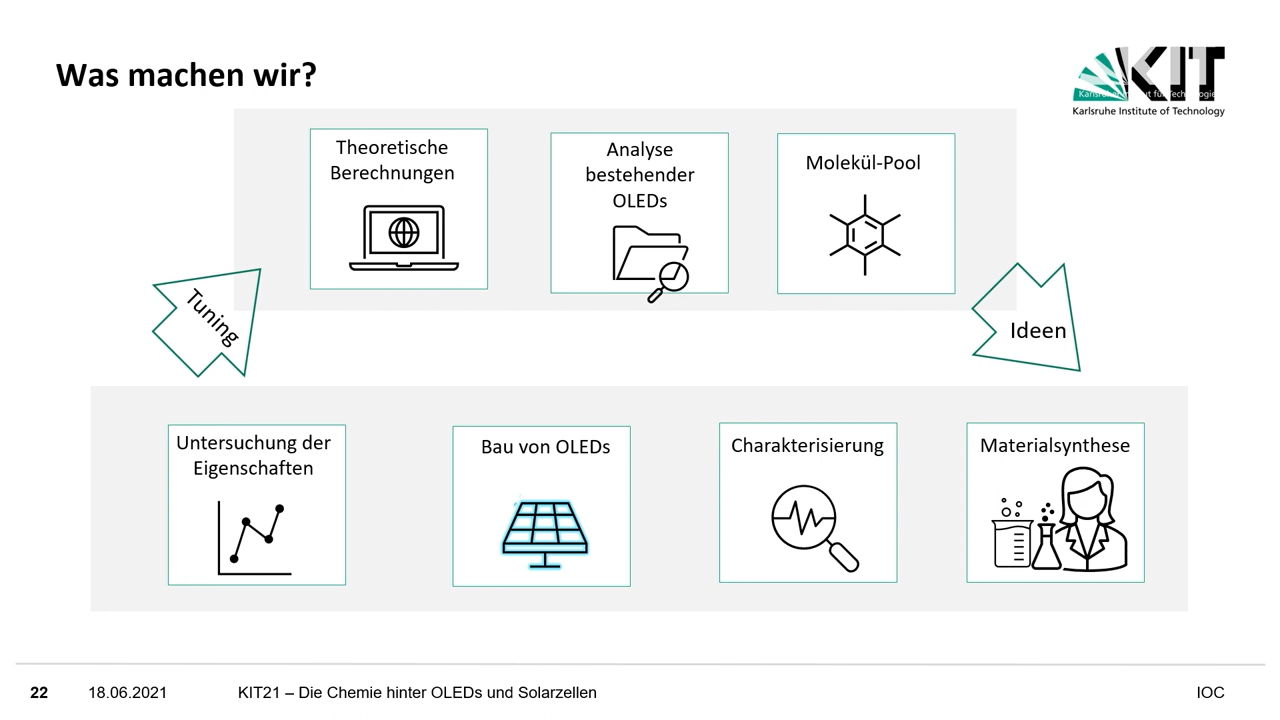 Was machen wir?
KIT
Karlsruhe Institute of Technology
Theoretische
Berechnungen
Analyse
bestehender
OLEDs
Molekül-Pool
Tuning
Ideen
Untersuchung der
Eigenschaften
Bau von OLEDs
Charakterisierung
Materialsynthese
22
18.06.2021
KIT21 – Die Chemie hinter OLEDs und Solarzellen
IOC